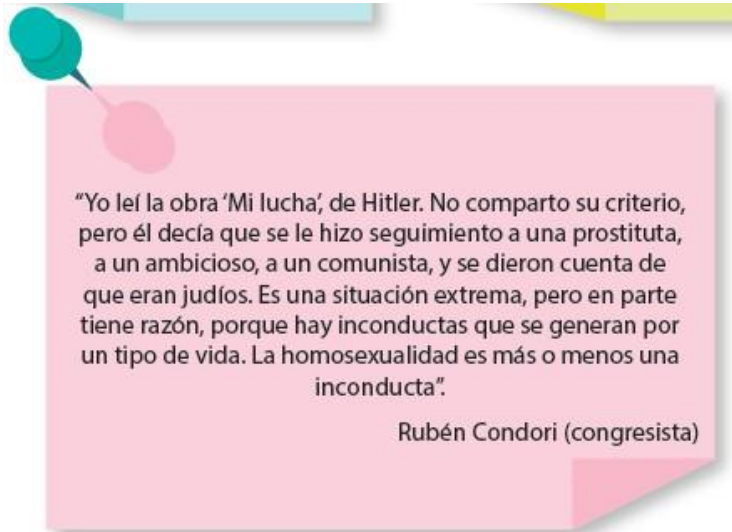 “Yo leí la obra ‘Mi lucha’, de Hitler. No comparto su criterio,
pero él decía que se le hizo seguimiento a una prostituta,
a un ambicioso, a un comunista, y se dieron cuenta de
que eran judíos. Es una situación extrema, pero en parte
tiene razón, porque hay inconductas que se generan por
un tipo de vida. La homosexualidad es más o menos una
inconducta”.
Rubén Condori (congresista)